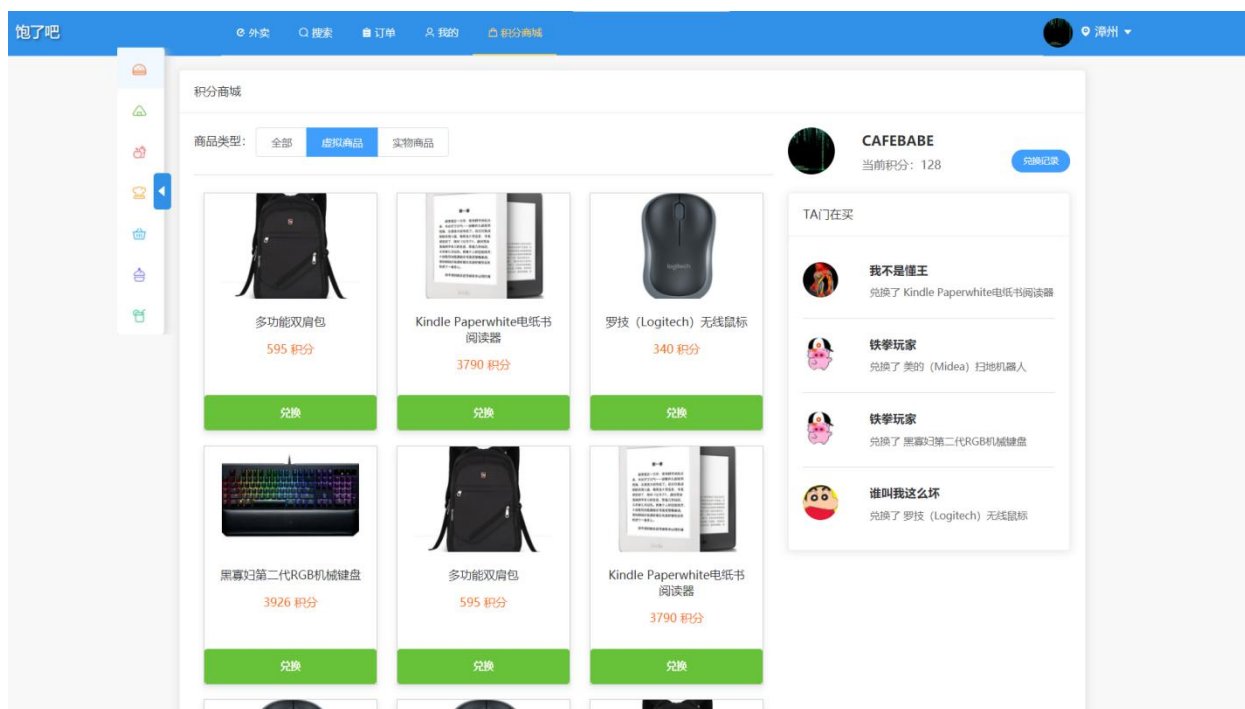 饱了吧
外卖
搜索
订单
我的
积分商城
漳州
积分商城
商品类型：
全部
虚拟商品
实物商品
CAFEBABE
当前积分：128
兑换记录
多功能双肩包
595 积分
兑换
Kindle Paperwhite电纸书
阅读器
3790 积分
兑换
logitech
罗技（Logitech）无线鼠标
340 积分
兑换
黑寡妇第二代RGB机械键盘
3926 积分
兑换
多功能双肩包
595 积分
兑换
Kindle Paperwhite电纸书
阅读器
3790 积分
兑换
TA门在买
我不是懂王
兑换了 Kindle Paperwhite电纸书阅读器
铁拳玩家
兑换了 美的（Midea）扫地机器人
铁拳玩家
兑换了 黑寡妇第二代RGB机械键盘
谁叫我这么坏
兑换了 罗技（Logitech）无线鼠标